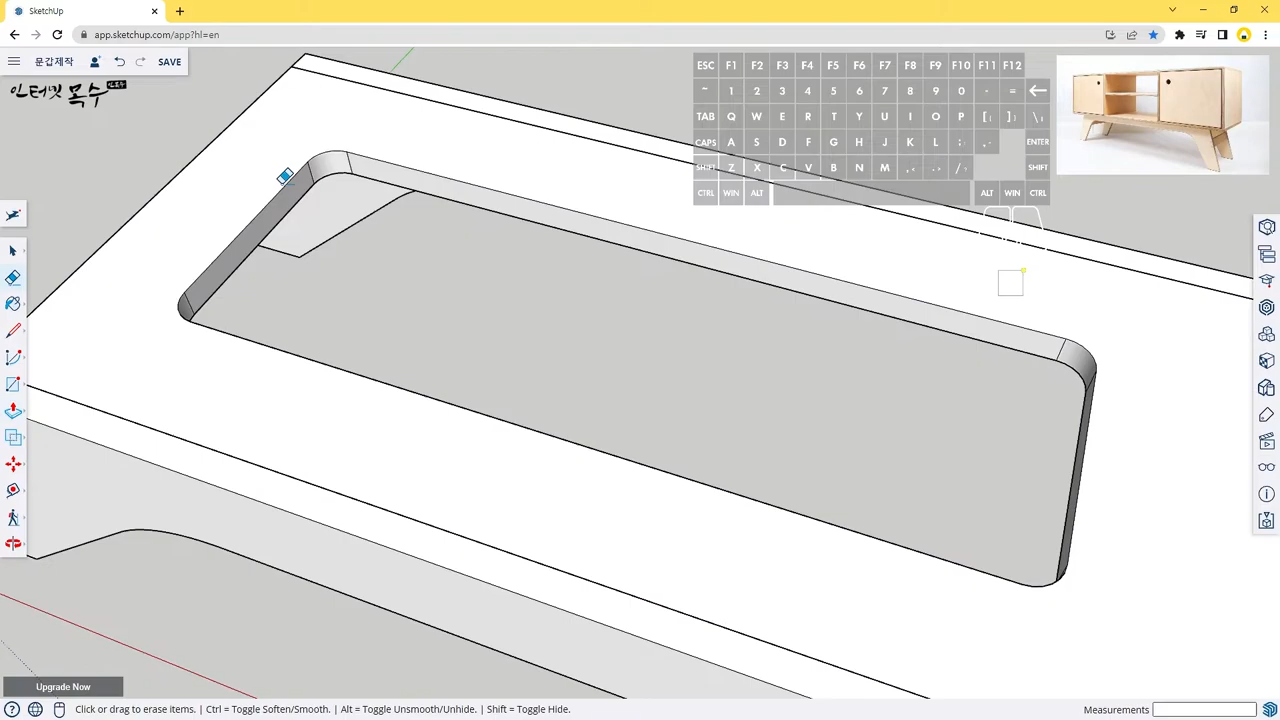 SketchUp
app.sketchup.com/app?hl=en
문갑제작
SAVE
인터넷 목수
ESC F1 F2 F3 F4 F5 F6 F7 F8 F9 F10 F11 F12
~ 1 2 3 4 5 6 7 8 9 0 - =
TAB Q W E R T Y U I O P [ ] \
CAPS A S D F G H J K L ; ENTER
SHIFT Z X C V B N M , . / SHIFT
CTRL WIN ALT ALT WIN CTRL
Upgrade Now
Click or drag to erase items. | Ctrl = Toggle Soften/Smooth. | Alt = Toggle Unsmooth/Unhide. | Shift = Toggle Hide.
Measurements